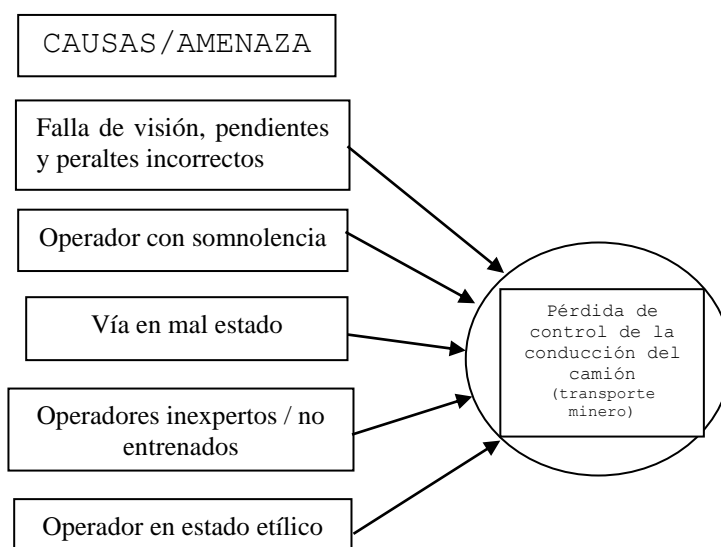 CAUSAS/AMENAZA
Falla de visión, pendientes
y peraltes incorrectos
Operador con somnolencia
Vía en mal estado
Operadores inexpertos / no
entrenados
Operador en estado etílico
Pérdida de
control de la
conducción del
camión
(transporte
minero)